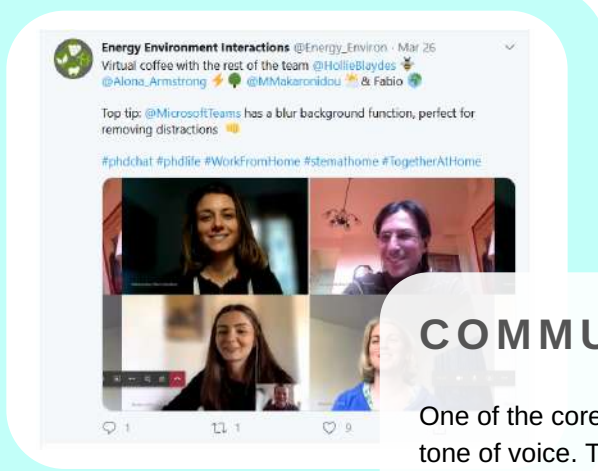 Energy Environment Interactions @Energy_Environ · Mar 26
Virtual coffee with the rest of the team @HollieBlaydes
@Alona_Armstrong @MMakaronidou & Fabio
Top tip: @MicrosoftTeams has a blur background function, perfect for
removing distractions
#phdchat #phdlife #WorkFromHome #stemathome #TogetherAtHome
1 1 9
COMMU
One of the core
tone of voice. T